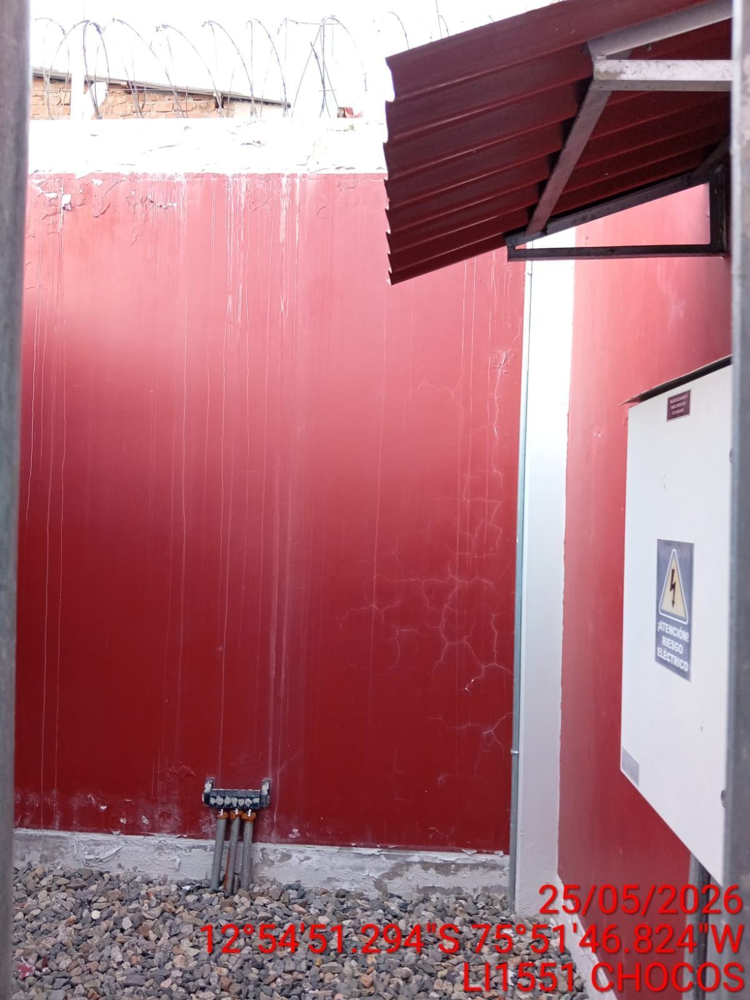 ¡ATENCIÓN!
RIESGO
ELÉCTRICO
25/05/2026
12°54'51.294"S 75°51'46.824"W
LI1551 CHOCOS